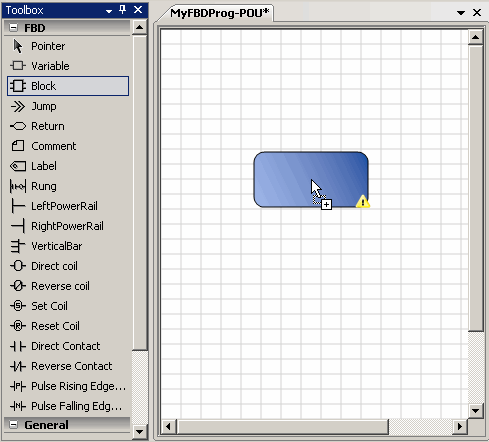 Toolbox
FBD
Pointer
Variable
Block
Jump
Return
Comment
Label
Rung
LeftPowerRail
RightPowerRail
VerticalBar
Direct coil
Reverse coil
Set Coil
Reset Coil
Direct Contact
Reverse Contact
Pulse Rising Edge...
Pulse Falling Edg...
General
MyFBDProg-POU*